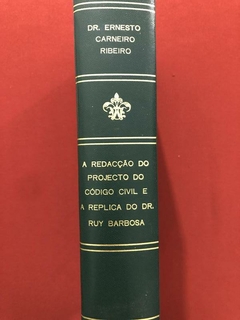 DR. ERNESTO
CARNEIRO
RIBEIRO
A REDACÇÃO DO
PROJECTO DO
CÓDIGO CIVIL E
A REPLICA DO DR.
RUY BARBOSA